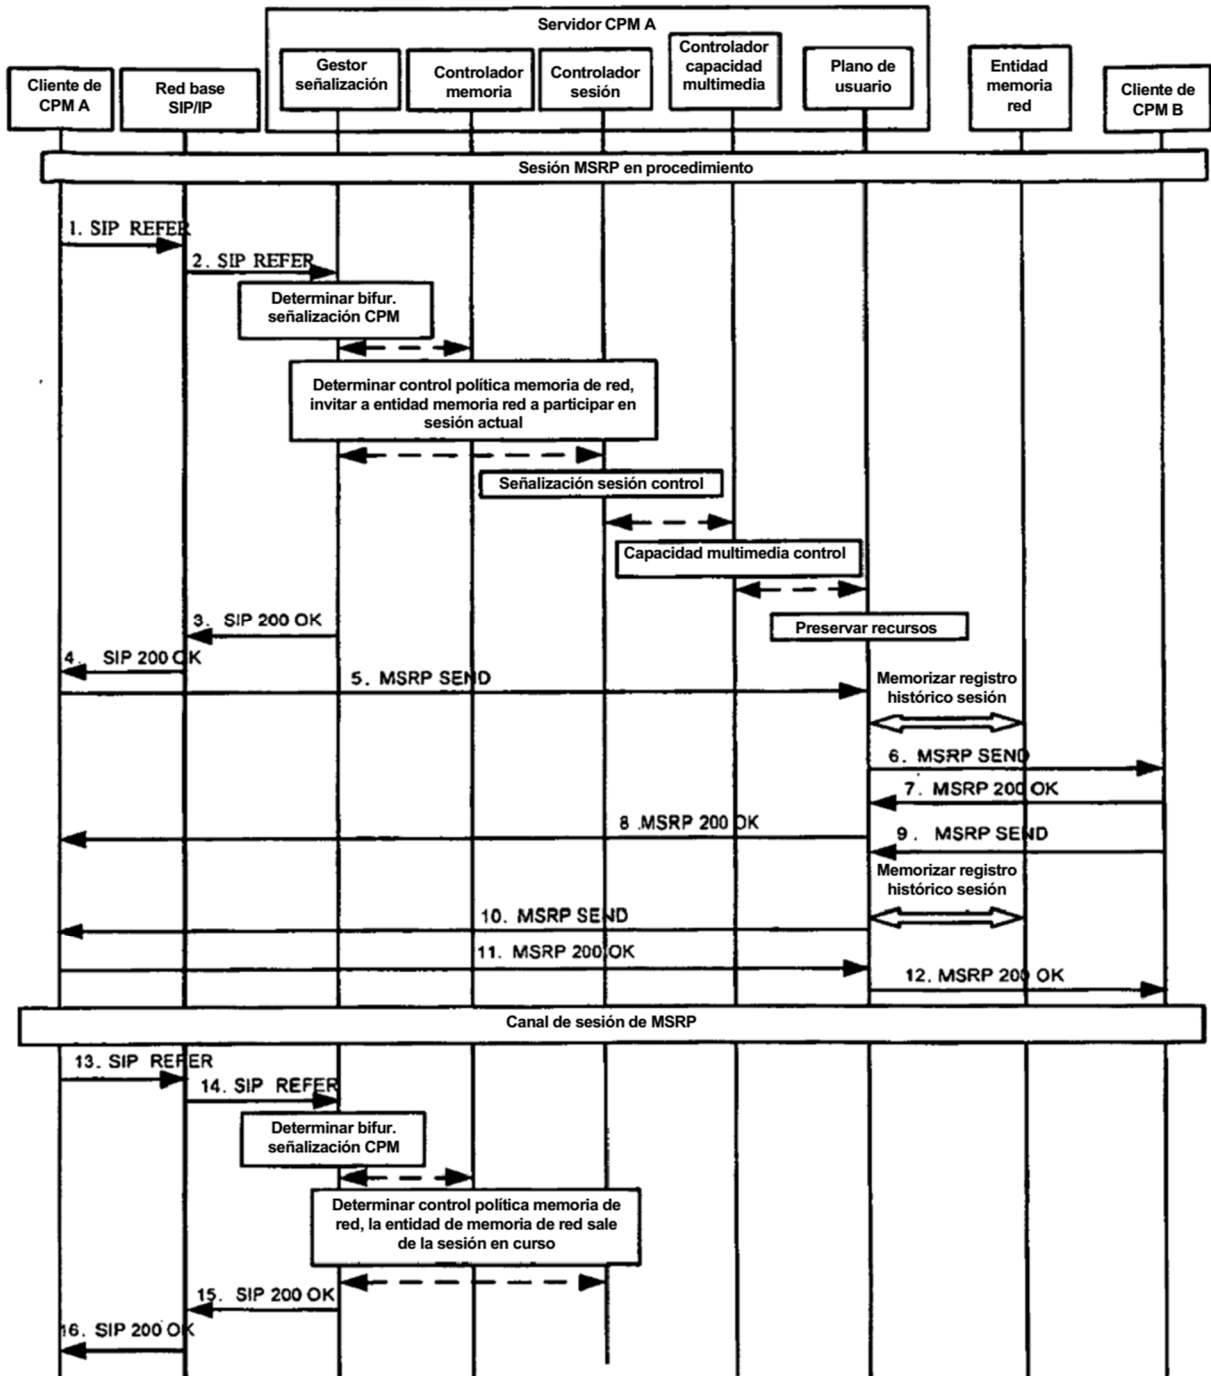 Servidor CPM A
Cliente de
CPM A
Red base
SIP/IP
Gestor
señalización
Controlador
memoria
Controlador
sesión
Controlador
capacidad
multimedia
Plano de
usuario
Entidad
memoria
red
Cliente de
CPM B
Sesión MSRP en procedimiento
1. SIP REFER
2. SIP REFER
Determinar bifur.
señalización CPM
Determinar control política memoria de red,
invitar a entidad memoria red a participar en
sesión actual
Señalización sesión control
Capacidad multimedia control
3. SIP 200 OK
Preservar recursos
4. SIP 200 OK
5. MSRP SEND
Memorizar registro
histórico sesión
6. MSRP SEND
7. MSRP 200 OK
8 .MSRP 200 OK
9 . MSRP SEND
Memorizar registro
histórico sesión
10. MSRP SEND
11. MSRP 200 OK
12. MSRP 200 OK
Canal de sesión de MSRP
13. SIP REFER
14. SIP REFER
Determinar bifur.
señalización CPM
Determinar control política memoria de
red, la entidad de memoria de red sale
de la sesión en curso
15. SIP 200 OK
16. SIP 200 OK